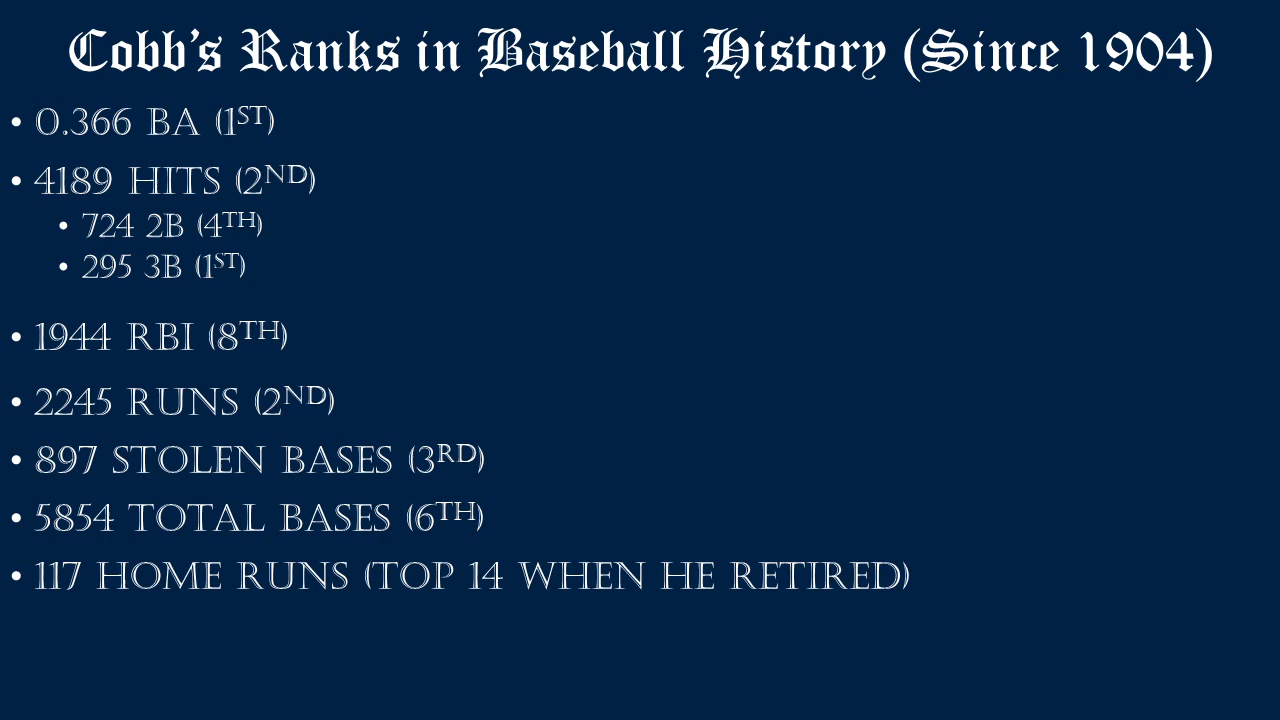 Cobb's Ranks in Baseball History (Since 1904)
• 0.366 BA (1ST)
• 4189 HITS (2ND)
• 724 2B (4TH)
• 295 3B (1ST)
• 1944 RBI (8TH)
• 2245 RUNS (2ND)
• 897 STOLEN BASES (3RD)
• 5854 TOTAL BASES (6TH)
• 117 HOME RUNS (TOP 14 WHEN HE RETIRED)